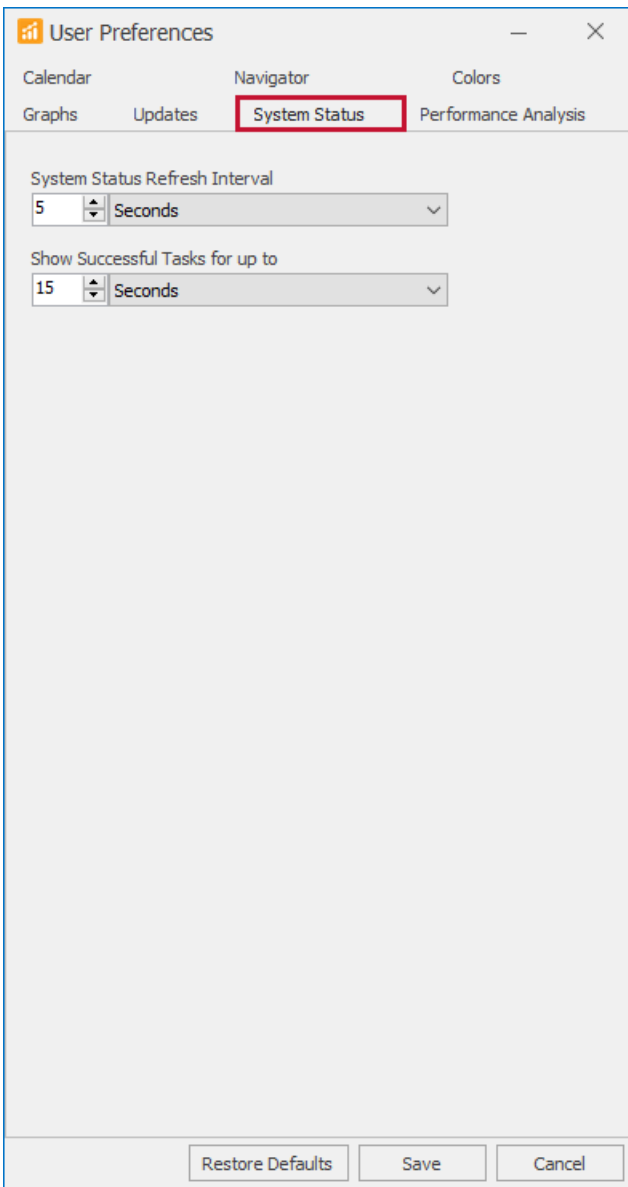 User Preferences
Calendar Navigator Colors
Graphs Updates System Status Performance Analysis
System Status Refresh Interval
5 Seconds
Show Successful Tasks for up to
15 Seconds
Restore Defaults Save Cancel